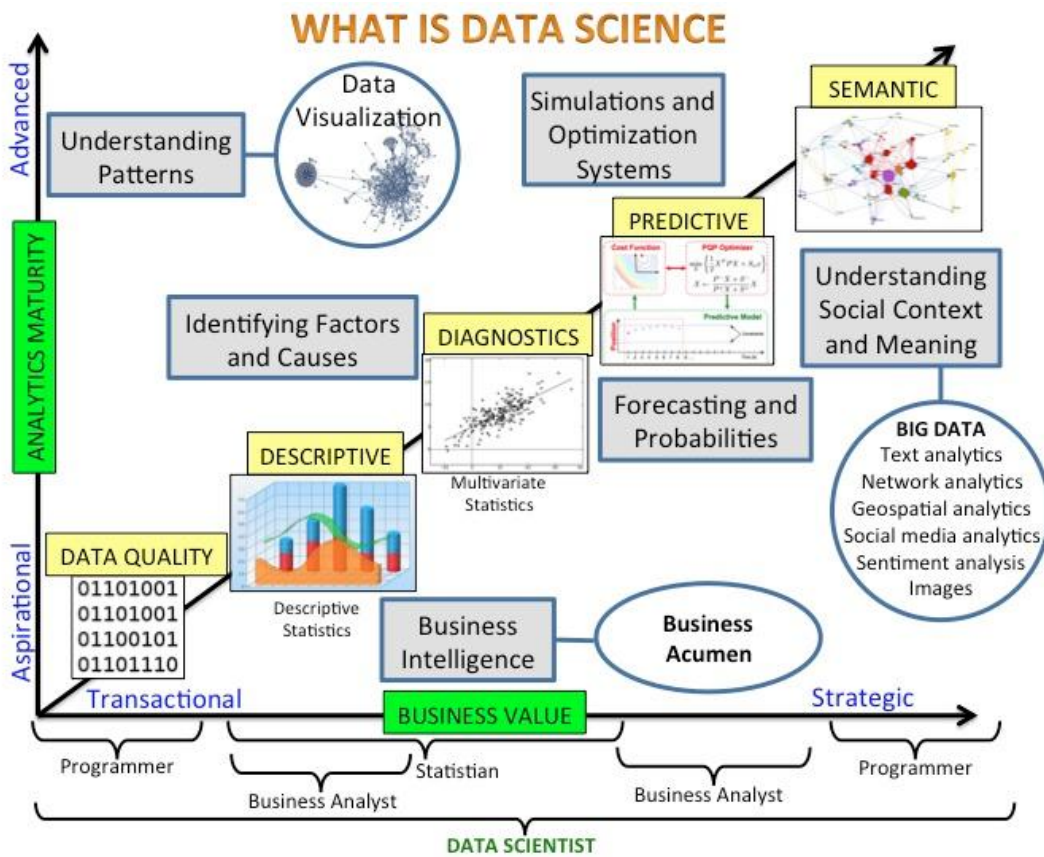 WHAT IS DATA SCIENCE
Advanced
ANALYTICS MATURITY
Aspirational
Understanding
Patterns
Data
Visualization
Simulations and
Optimization
Systems
SEMANTIC
PREDICTIVE
Cost Function
PQP Optimizer
Predictive Model
Position
Understanding
Social Context
and Meaning
Identifying Factors
and Causes
DIAGNOSTICS
Multivariate
Statistics
Forecasting and
Probabilities
BIG DATA
Text analytics
Network analytics
Geospatial analytics
Social media analytics
Sentiment analysis
Images
DESCRIPTIVE
Descriptive
Statistics
DATA QUALITY
01101001
01101001
01100101
01101110
Business
Intelligence
Business
Acumen
Transactional
BUSINESS VALUE
Strategic
Programmer
Statistian
Programmer
Business Analyst
Business Analyst
DATA SCIENTIST